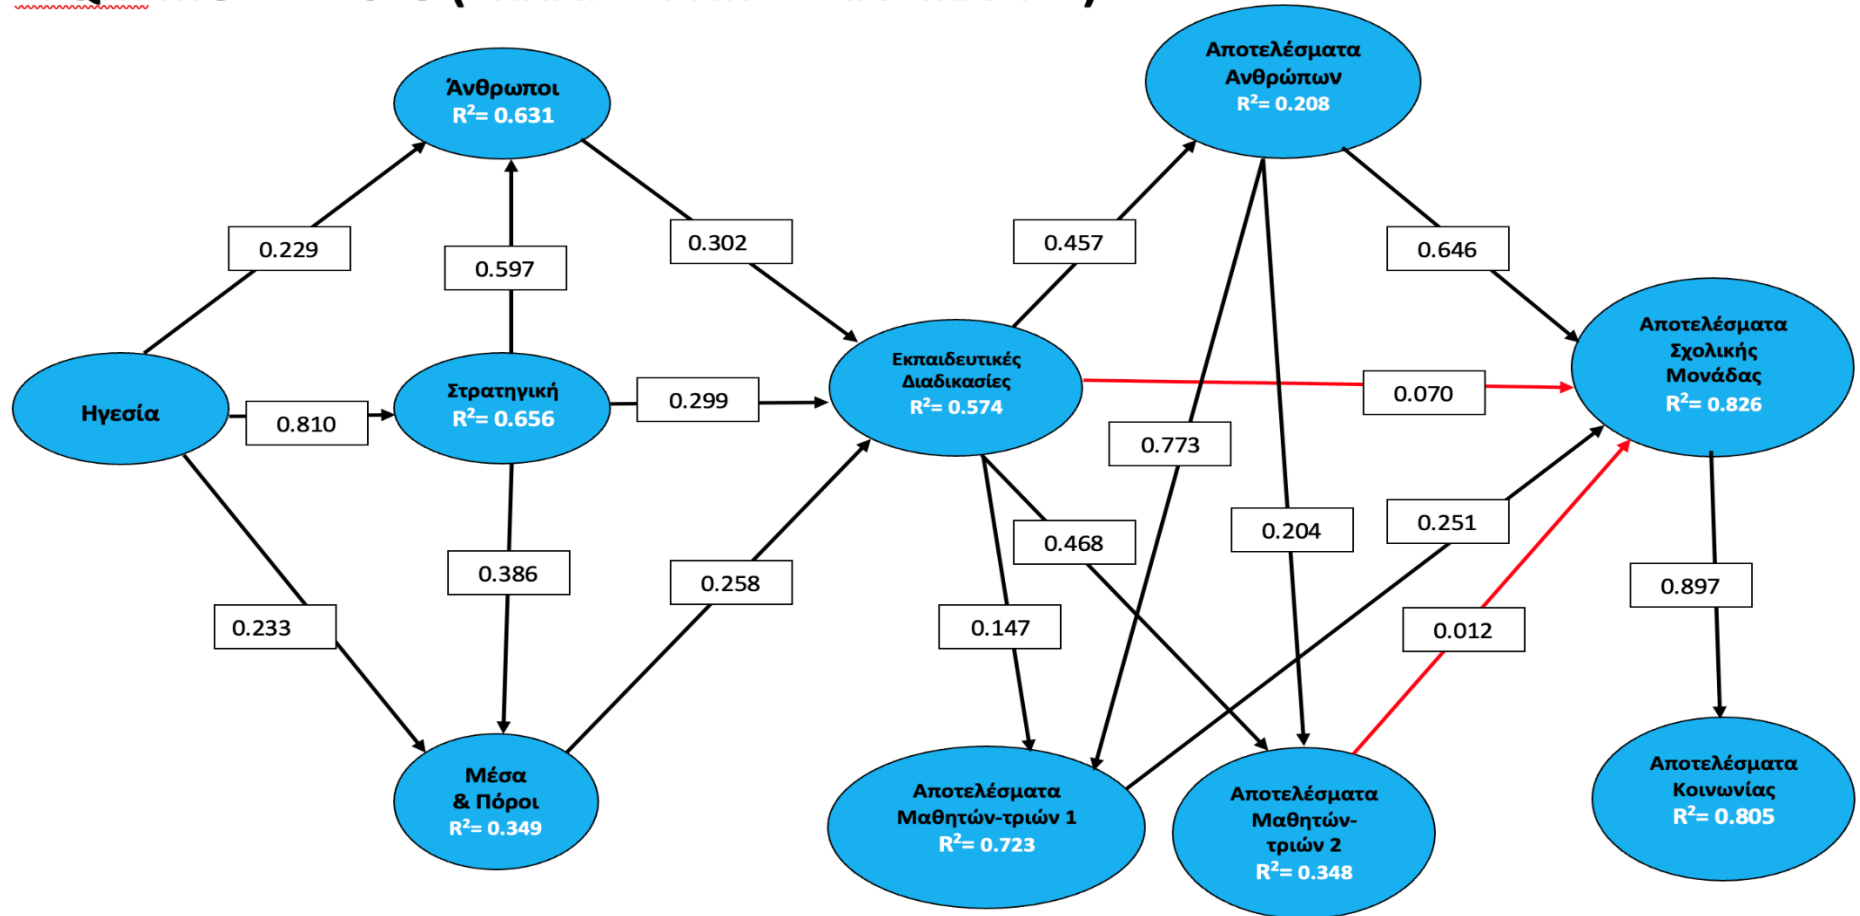 Άνθρωποι
R²= 0.631
Αποτελέσματα
Ανθρώπων
R²= 0.208
0.229
0.597
0.302
0.457
0.646
Ηγεσία
0.810
Στρατηγική
R²= 0.656
0.299
Εκπαιδευτικές
Διαδικασίες
R²= 0.574
0.070
Αποτελέσματα
Σχολικής
Μονάδας
R²= 0.826
0.773
0.233
0.386
0.258
0.468
0.147
0.204
0.251
0.012
0.897
Μέσα
& Πόροι
R²= 0.349
Αποτελέσματα
Μαθητών-τριών 1
R²= 0.723
Αποτελέσματα
Μαθητών-
τριών 2
R²= 0.348
Αποτελέσματα
Κοινωνίας
R²= 0.805